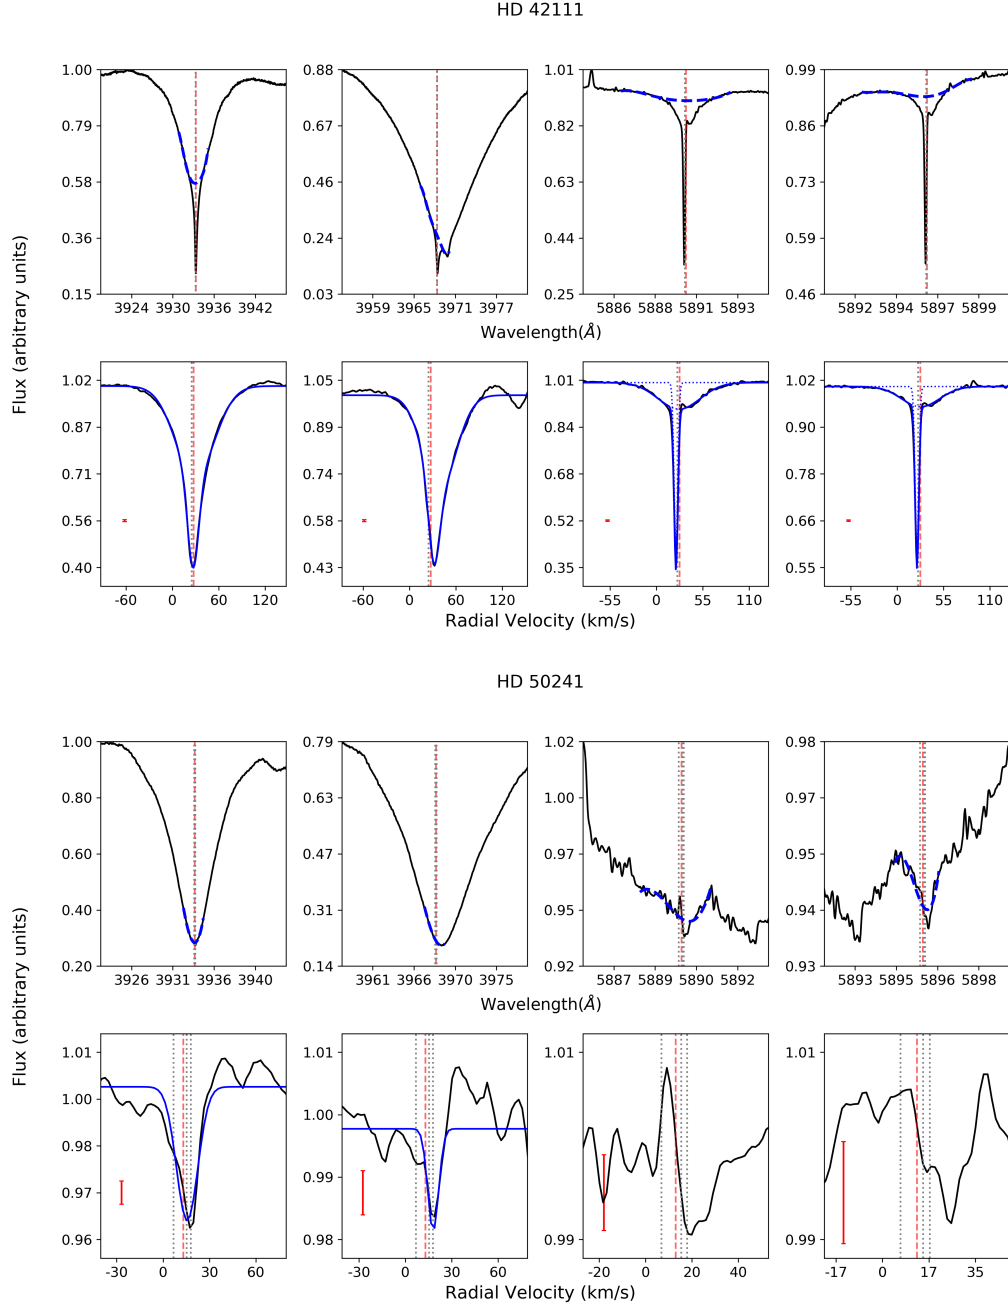 HD 42111
Flux (arbitrary units)
1.00 0.79 0.58 0.36 0.15
3924 3930 3936 3942
0.88 0.67 0.46 0.24 0.03
3959 3965 3971 3977
1.01 0.82 0.63 0.44 0.25
5886 5888 5891 5893
0.99 0.86 0.73 0.59 0.46
5892 5894 5897 5899
Wavelength(Å)
1.02 0.87 0.71 0.56 0.40
-60 0 60 120
1.05 0.89 0.74 0.58 0.43
-60 0 60 120
1.01 0.84 0.68 0.52 0.35
-55 0 55 110
1.02 0.90 0.78 0.66 0.55
-55 0 55 110
Radial Velocity (km/s)
HD 50241
Flux (arbitrary units)
1.00 0.80 0.60 0.40 0.20
3926 3931 3936 3940
0.79 0.63 0.47 0.31 0.14
3961 3966 3970 3975
1.02 1.00 0.97 0.95 0.92
5887 5889 5890 5892
0.98 0.97 0.95 0.94 0.93
5893 5895 5896 5898
Wavelength(Å)
1.01 1.00 0.98 0.97 0.96
-30 0 30 60
1.01 1.00 0.99 0.98
-30 0 30 60
1.01 0.99
-20 0 20 40
1.01 0.99
-17 0 17 35
Radial Velocity (km/s)